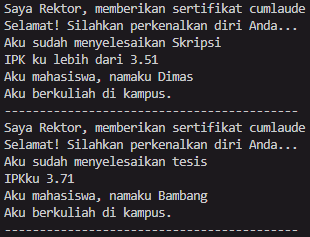 Saya Rektor, memberikan sertifikat cumlaude
Selamat! Silahkan perkenalkan diri Anda...
Aku sudah menyelesaikan Skripsi
IPK ku lebih dari 3.51
Aku mahasiswa, namaku Dimas
Aku berkuliah di kampus.
------------------------------------------
Saya Rektor, memberikan sertifikat cumlaude
Selamat! Silahkan perkenalkan diri Anda...
Aku sudah menyelesaikan tesis
IPKku 3.71
Aku mahasiswa, namaku Bambang
Aku berkuliah di kampus.
------------------------------------------